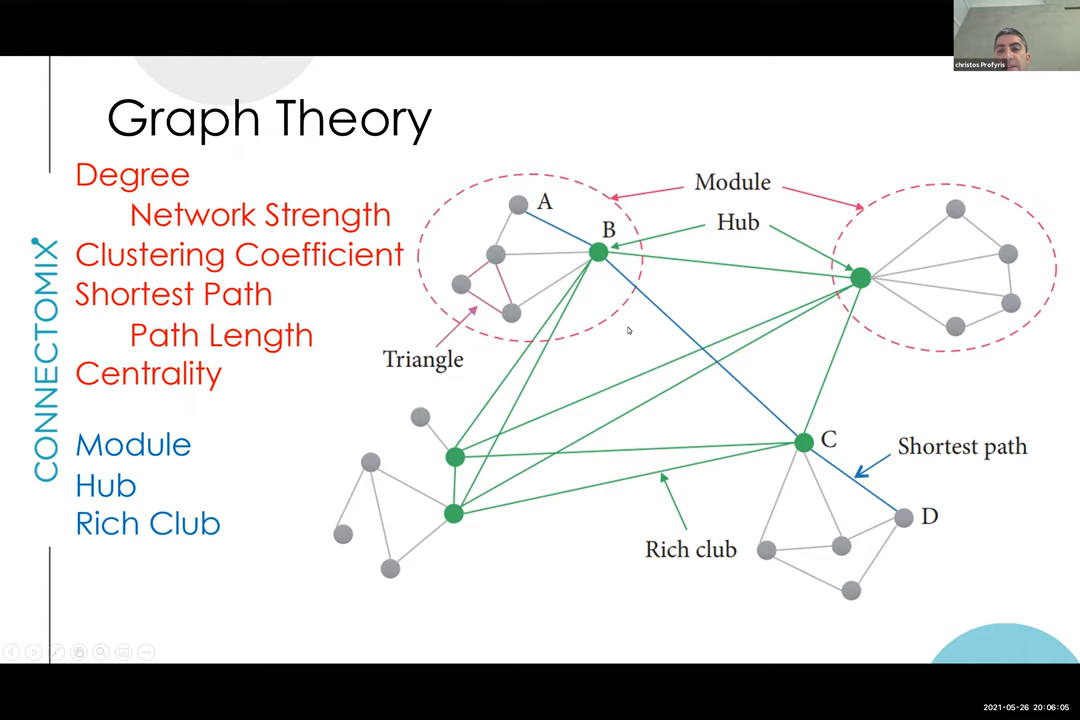 christos Profyris
Graph Theory
Degree
Network Strength
Clustering Coefficient
Shortest Path
Path Length
Centrality
Module
Hub
Rich Club
CONNECTOMIX
A
B
Module
Hub
Triangle
C
Shortest path
D
Rich club
2021-05-26 20:06:05